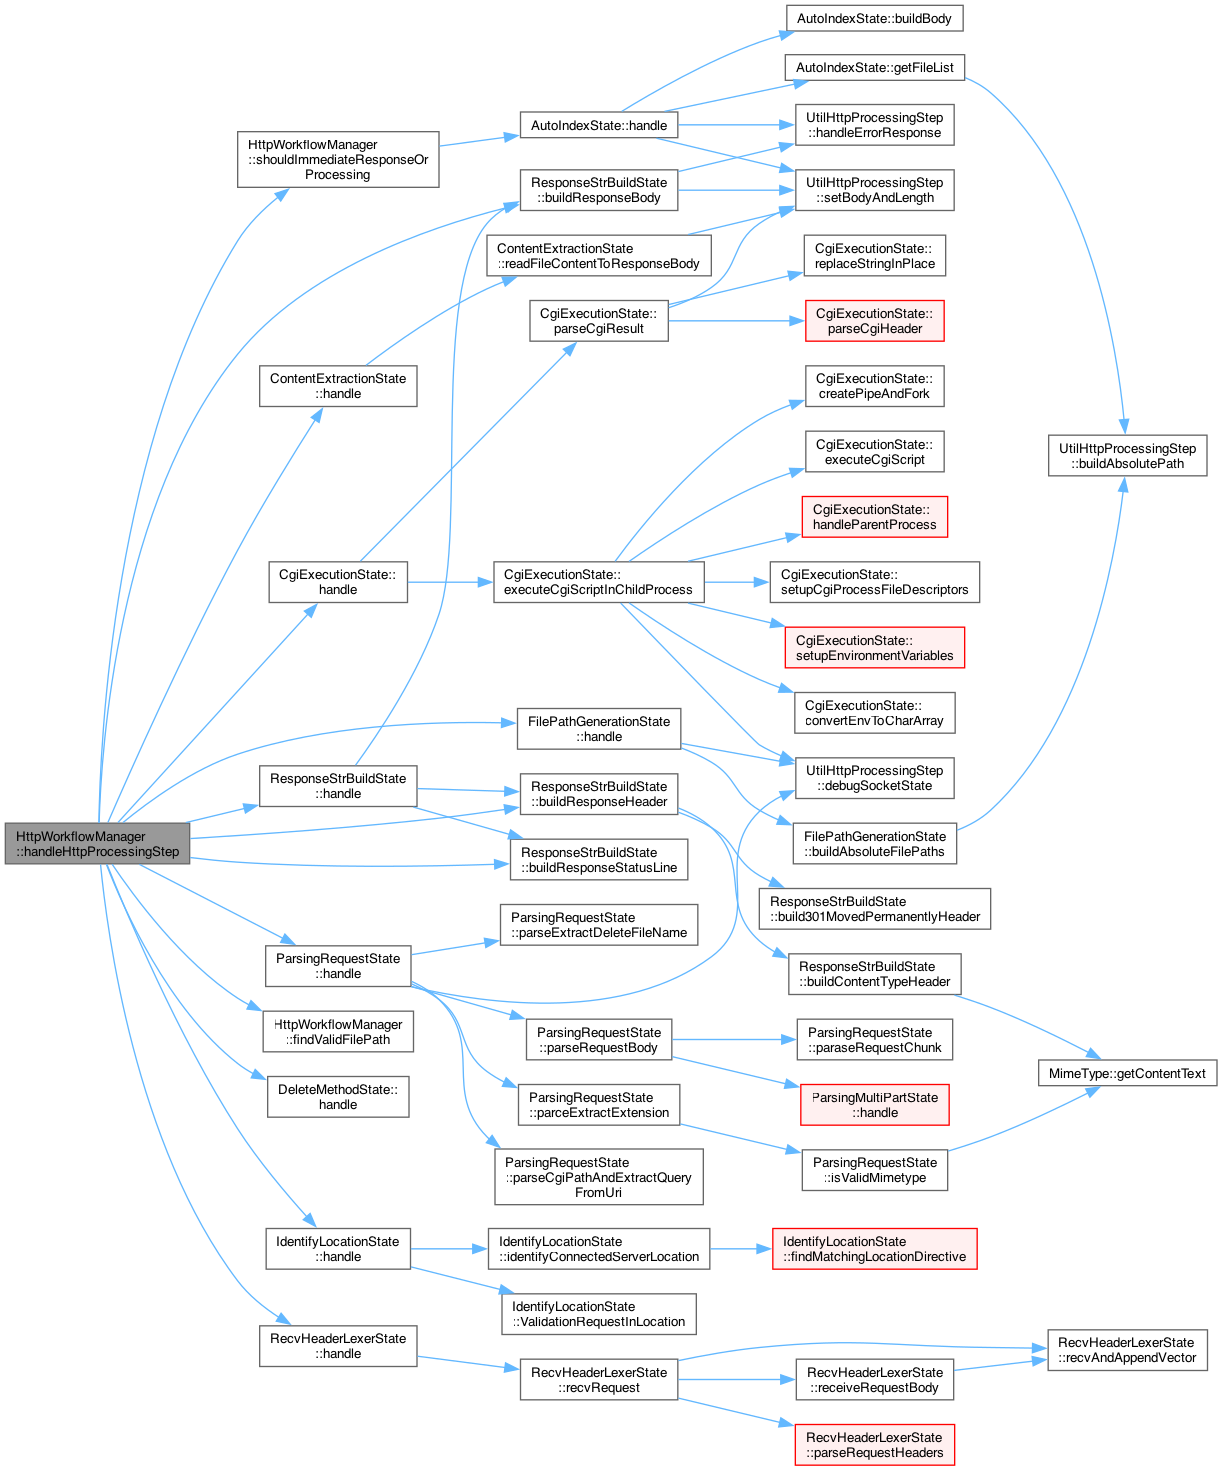 AutoIndexState::buildBody
AutoIndexState::getFileList
UtilHttpProcessingStep
::handleErrorResponse
AutoIndexState::handle
HttpWorkflowManager
::shouldImmediateResponseOr
Processing
ResponseStrBuildState
::buildResponseBody
UtilHttpProcessingStep
::setBodyAndLength
ContentExtractionState
::readFileContentToResponseBody
CgiExecutionState::
replaceStringInPlace
CgiExecutionState::
parseCgiResult
CgiExecutionState::
parseCgiHeader
ContentExtractionState
::handle
CgiExecutionState::
createPipeAndFork
CgiExecutionState::
executeCgiScript
UtilHttpProcessingStep
::buildAbsolutePath
CgiExecutionState::
handleParentProcess
CgiExecutionState::
handle
CgiExecutionState::
executeCgiScriptInChildProcess
CgiExecutionState::
setupCgiProcessFileDescriptors
CgiExecutionState::
setupEnvironmentVariables
CgiExecutionState::
convertEnvToCharArray
FilePathGenerationState
::handle
UtilHttpProcessingStep
::debugSocketState
ResponseStrBuildState
::handle
ResponseStrBuildState
::buildResponseHeader
HttpWorkflowManager
::handleHttpProcessingStep
FilePathGenerationState
::buildAbsoluteFilePaths
ResponseStrBuildState
::buildResponseStatusLine
ResponseStrBuildState
::build301MovedPermanentlyHeader
ParsingRequestState
::parseExtractDeleteFileName
ParsingRequestState
::handle
ResponseStrBuildState
::buildContentTypeHeader
HttpWorkflowManager
::findValidFilePath
ParsingRequestState
::parseRequestBody
ParsingRequestState
::paraseRequestChunk
MimeType::getContentText
DeleteMethodState::
handle
ParsingRequestState
::parceExtractExtension
ParsingMultiPartState
::handle
ParsingRequestState
::parseCgiPathAndExtractQuery
FromUri
ParsingRequestState
::isValidMimetype
IdentifyLocationState
::handle
IdentifyLocationState
::identifyConnectedServerLocation
IdentifyLocationState
::findMatchingLocationDirective
IdentifyLocationState
::ValidationRequestInLocation
RecvHeaderLexerState
::handle
RecvHeaderLexerState
::recvAndAppendVector
RecvHeaderLexerState
::recvRequest
RecvHeaderLexerState
::receiveRequestBody
RecvHeaderLexerState
::parseRequestHeaders